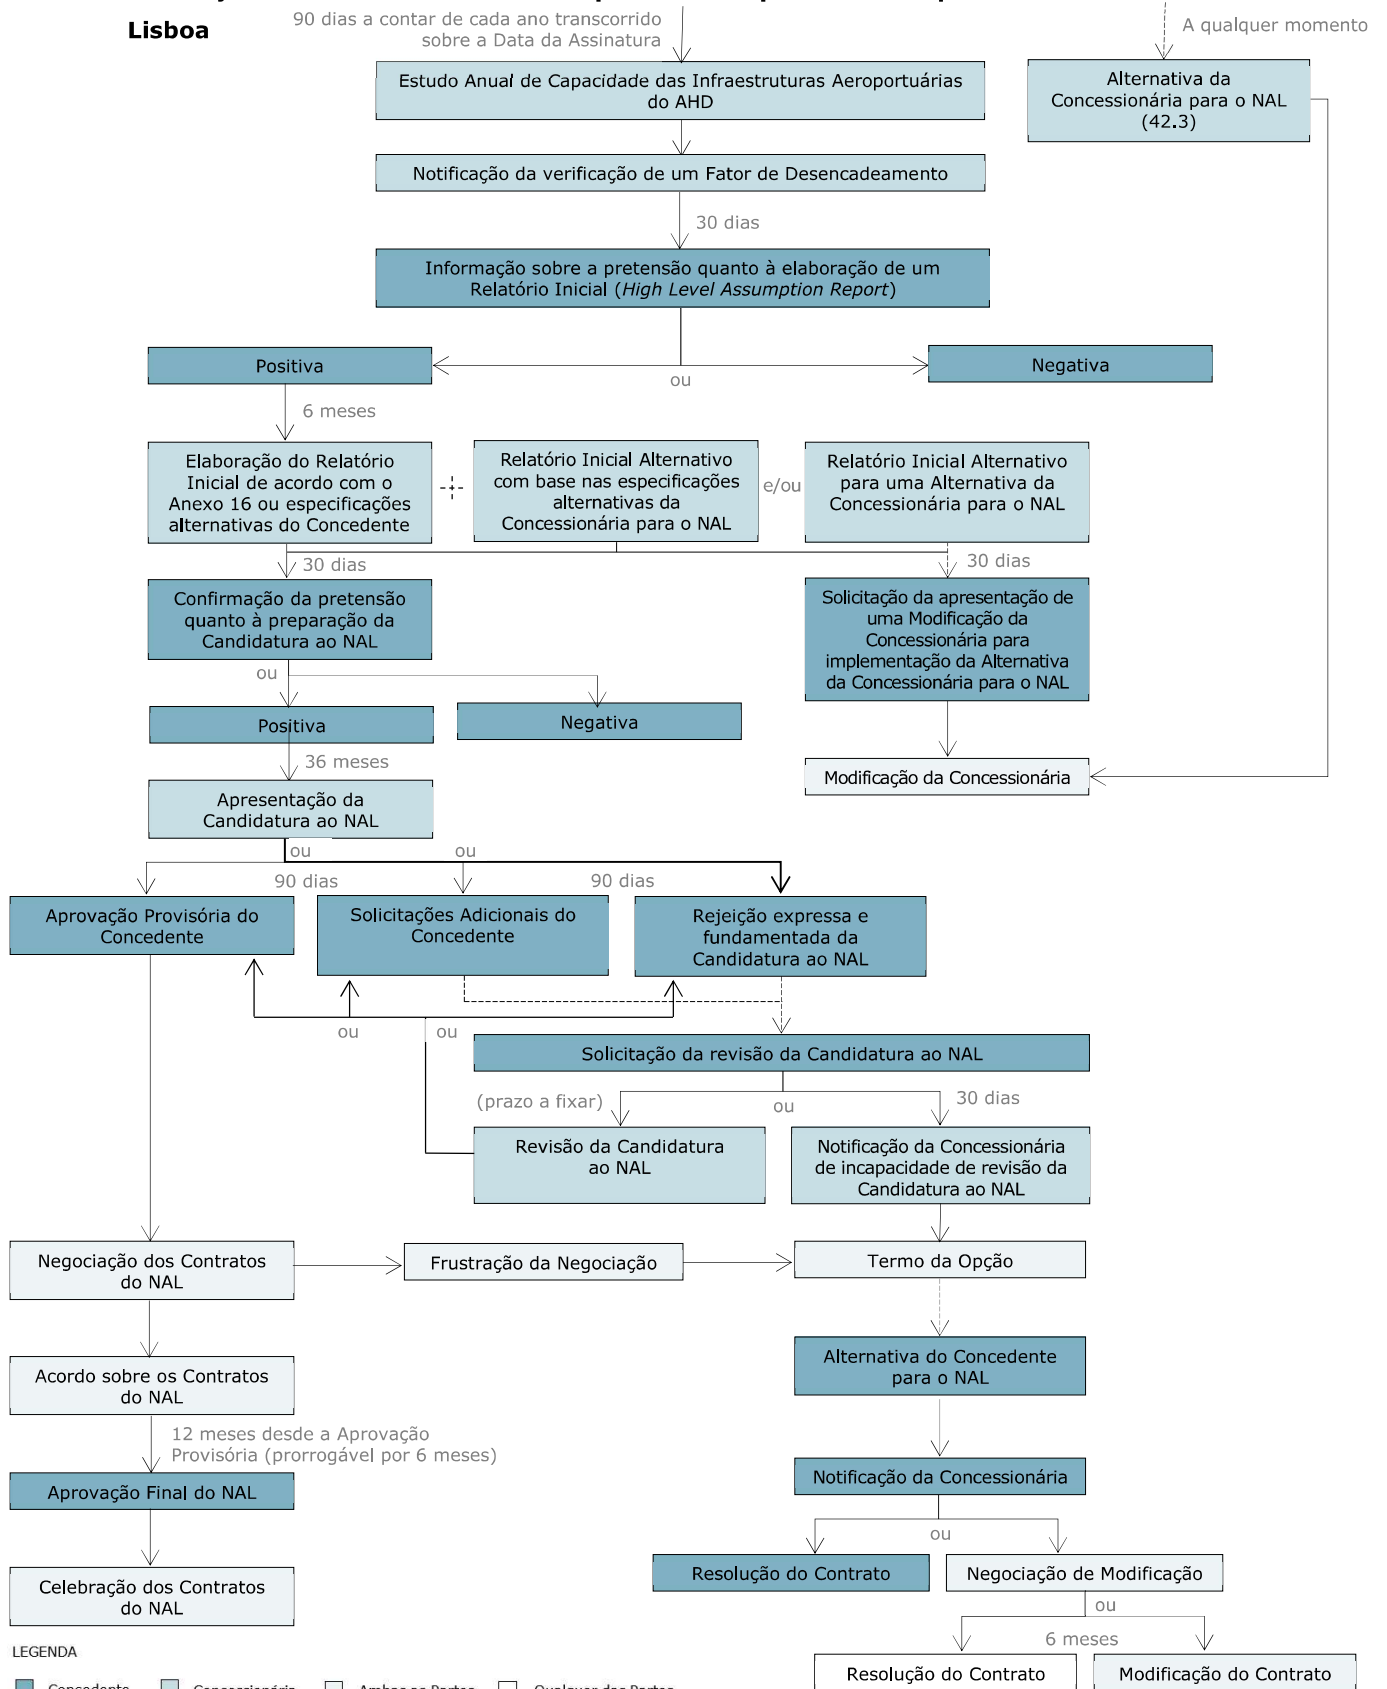 Lisboa
90 dias a contar de cada ano transcorrido
sobre a Data da Assinatura
A qualquer momento
Estudo Anual de Capacidade das Infraestruturas Aeroportuárias
do AHD
Alternativa da
Concessionária para o NAL
(42.3)
Notificação da verificação de um Fator de Desencadeamento
30 dias
Informação sobre a pretensão quanto à elaboração de um
Relatório Inicial (High Level Assumption Report)
Positiva
ou
Negativa
6 meses
Elaboração do Relatório
Inicial de acordo com o
Anexo 16 ou especificações
alternativas do Concedente
Relatório Inicial Alternativo
com base nas especificações
alternativas da
Concessionária para o NAL
e/ou
Relatório Inicial Alternativo
para uma Alternativa da
Concessionária para o NAL
30 dias
30 dias
Confirmação da pretensão
quanto à preparação da
Candidatura ao NAL
Solicitação da apresentação de
uma Modificação da
Concessionária para
implementação da Alternativa
da Concessionária para o NAL
ou
Positiva
Negativa
36 meses
Modificação da Concessionária
Apresentação da
Candidatura ao NAL
ou
ou
90 dias
90 dias
Aprovação Provisória do
Concedente
Solicitações Adicionais do
Concedente
Rejeição expressa e
fundamentada da
Candidatura ao NAL
ou
ou
Solicitação da revisão da Candidatura ao NAL
(prazo a fixar)
ou
30 dias
Revisão da Candidatura
ao NAL
Notificação da Concessionária
de incapacidade de revisão da
Candidatura ao NAL
Negociação dos Contratos
do NAL
Frustração da Negociação
Termo da Opção
Alternativa do Concedente
para o NAL
Acordo sobre os Contratos
do NAL
12 meses desde a Aprovação
Provisória (prorrogável por 6 meses)
Notificação da Concessionária
Aprovação Final do NAL
ou
Resolução do Contrato
Negociação de Modificação
Celebração dos Contratos
do NAL
ou
6 meses
LEGENDA
Resolução do Contrato
Modificação do Contrato
Concedente
Concessionária
Ambas as Partes
Qualquer das Partes